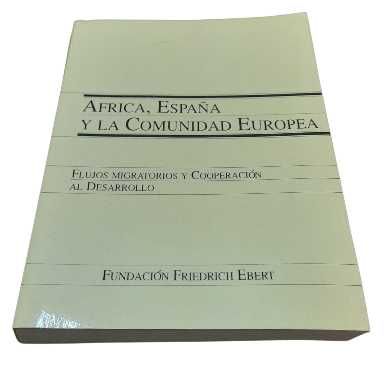 AFRICA, ESPAÑA
Y LA COMUNIDAD EUROPEA
FLUJOS MIGRATORIOS Y COOPERACIÓN
AL DESARROLLO
FUNDACIÓN FRIEDRICH EBERT